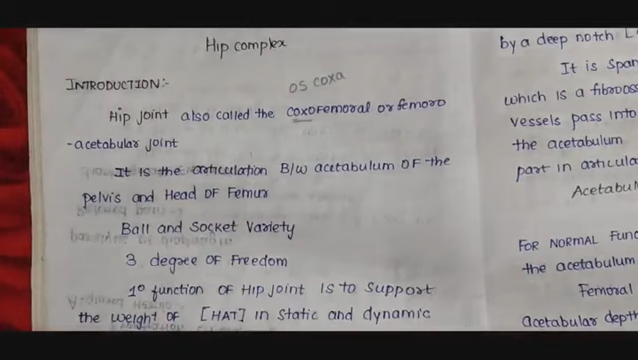 Hip complex
INTRODUCTION:-
OS COXA
Hip joint also called the COXOFemoral or femoro
-acetabular joint
It is the articulation B/W acetabulum OF the
pelvis and Head OF Femur
Ball and Socket Variety
3 degree OF Freedom
1° function OF HIP JOINT IS to Support
the weight OF [HAT] in Static and dynamic
by a deep notch
It is Span
which is a fibroos
vessels pass into
the acetabulum
part in articula
Acetabul
FOR NORMAL FUNC
the acetabulum
Femoral
acetabular depth